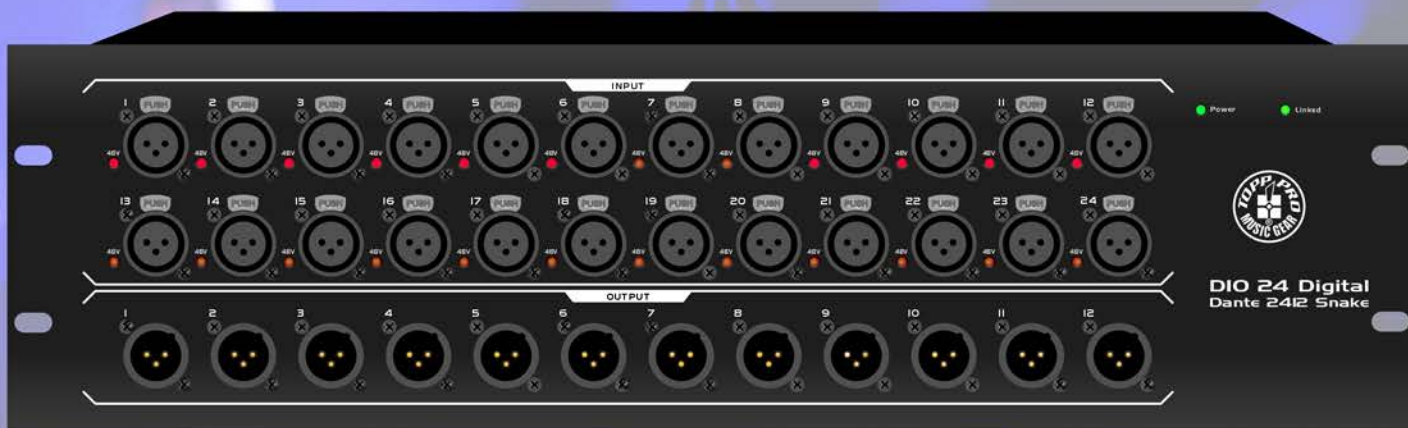 INPUT
1 PUSH 2 PUSH 3 PUSH 4 PUSH 5 PUSH 6 PUSH 7 PUSH 8 PUSH 9 PUSH 10 PUSH 11 PUSH 12 PUSH
Power Linked
48V 48V 48V 48V 48V 48V 48V 48V 48V 48V 48V 48V
13 PUSH 14 PUSH 15 PUSH 16 PUSH 17 PUSH 18 PUSH 19 PUSH 20 PUSH 21 PUSH 22 PUSH 23 PUSH 24 PUSH
48V 48V 48V 48V 48V 48V 48V 48V 48V 48V 48V 48V
TOPP PRO
MUSIC GEAR
®
DIO 24 Digital
Dante 2412 Snake
OUTPUT
1 2 3 4 5 6 7 8 9 10 11 12